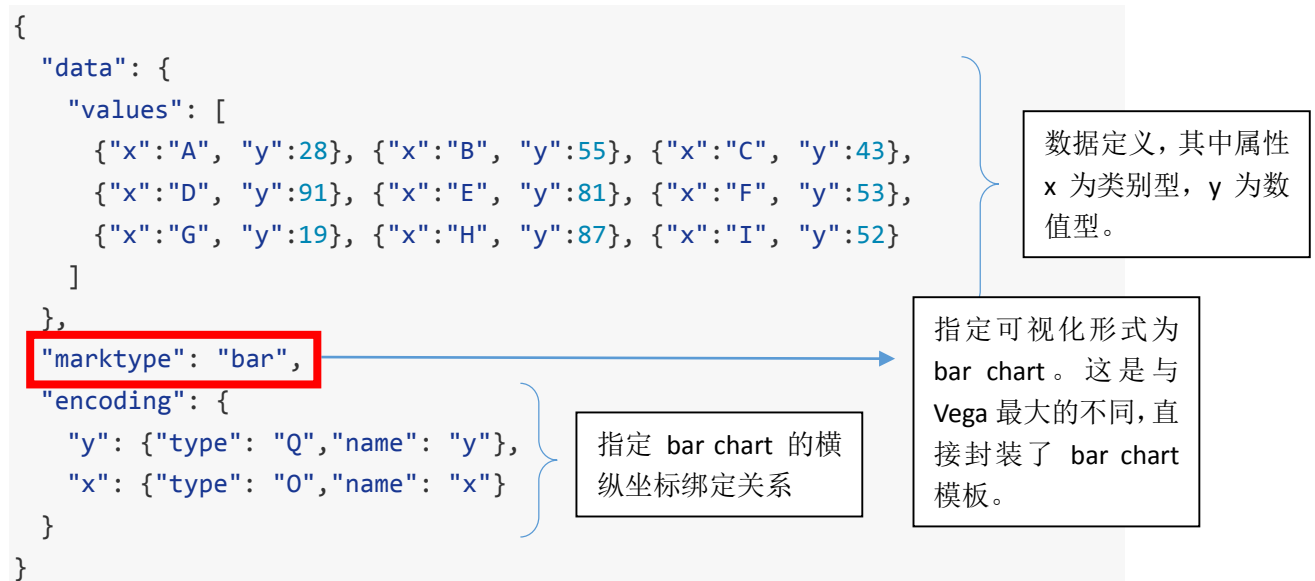 {
"data": {
"values": [
{"x":"A", "y":28}, {"x":"B", "y":55}, {"x":"C", "y":43},
{"x":"D", "y":91}, {"x":"E", "y":81}, {"x":"F", "y":53},
{"x":"G", "y":19}, {"x":"H", "y":87}, {"x":"I", "y":52}
]
},
"marktype": "bar",
"encoding": {
"y": {"type": "Q","name": "y"},
"x": {"type": "O","name": "x"}
}
}
数据定义，其中属性
x 为类别型，y 为数
值型。
指定可视化形式为
bar chart。这是与
Vega 最大的不同，直
接封装了 bar chart
模板。
指定 bar chart 的横
纵坐标绑定关系